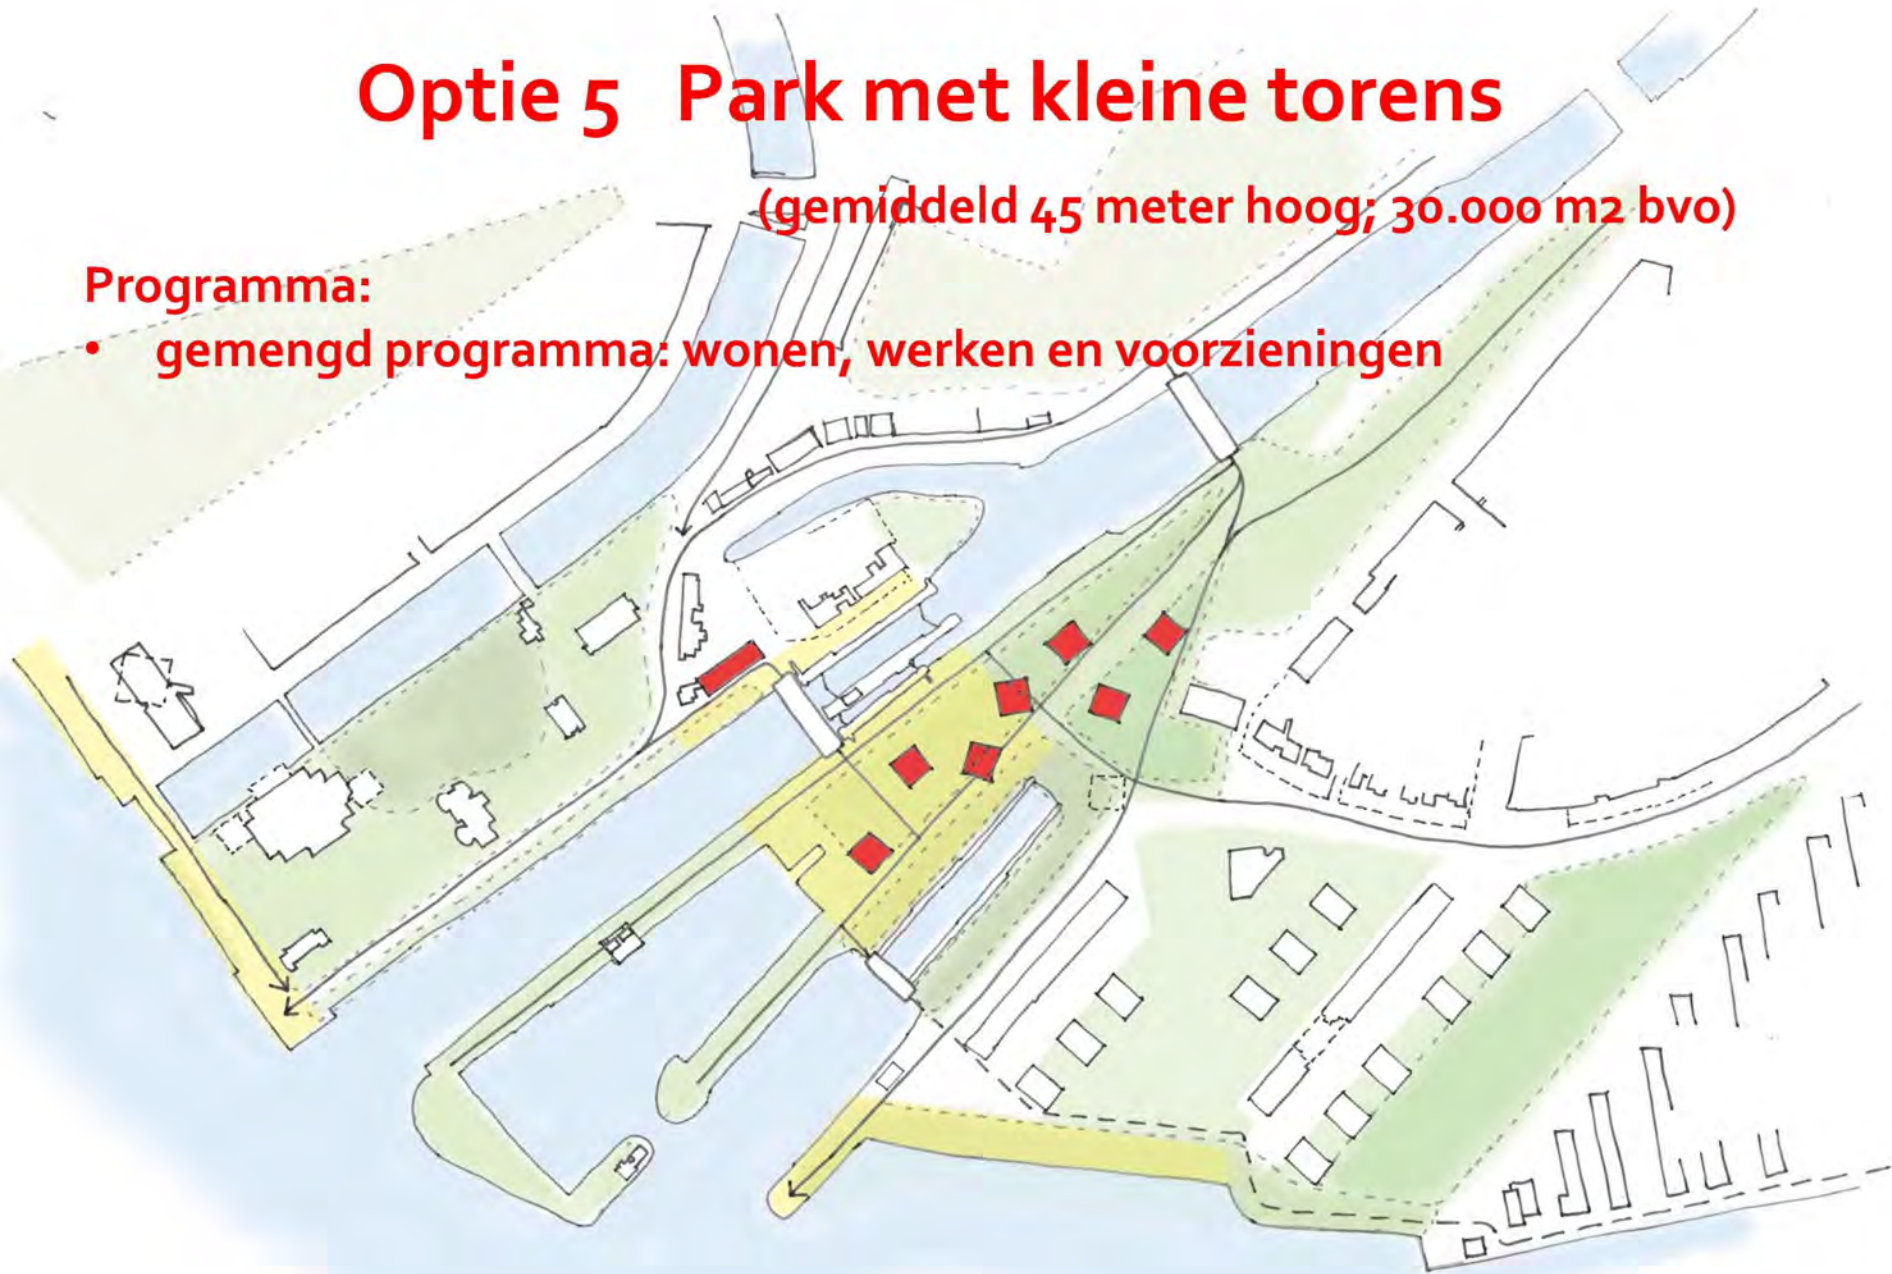 Optie 5 Park met kleine torens
(gemiddeld 45 meter hoog; 30.000 m2 bvo)
Programma:
• gemengd programma: wonen, werken en voorzieningen